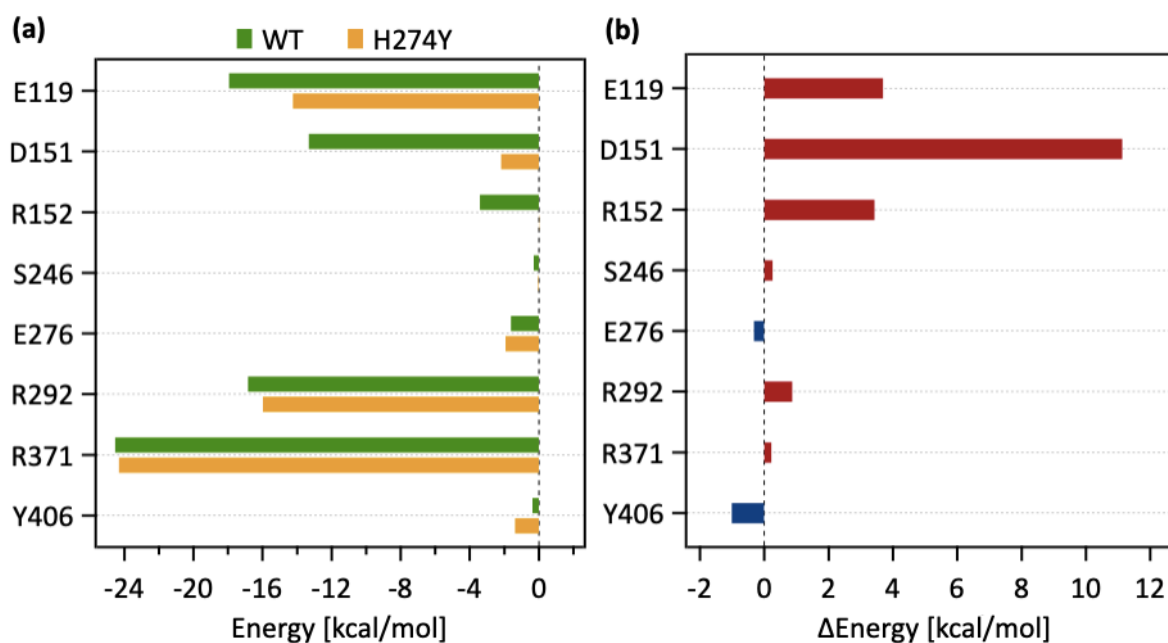 (a)
WT
H274Y
E119
D151
R152
S246
E276
R292
R371
Y406
-24 -20 -16 -12 -8 -4 0
Energy [kcal/mol]
(b)
E119
D151
R152
S246
E276
R292
R371
Y406
-2 0 2 4 6 8 10 12
ΔEnergy [kcal/mol]